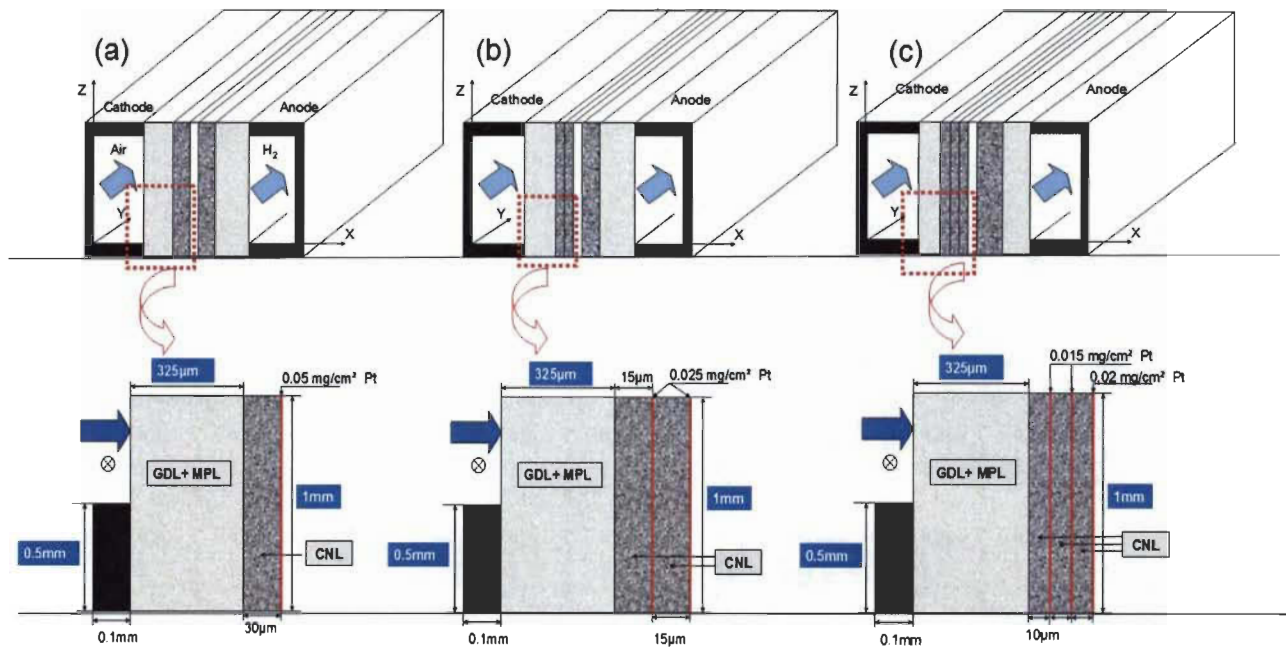 (a)
Z
Cathode
Anode
Air
H₂
Y
X
325µm
0.05 mg/cm² Pt
GDL+ MPL
1mm
0.5mm
CNL
0.1mm
30µm
(b)
Z
Cathode
Anode
Y
X
325µm
15µm
0.025 mg/cm² Pt
GDL+ MPL
1mm
0.5mm
CNL
0.1mm
15µm
(c)
Z
Cathode
Anode
Y
X
0.015 mg/cm² Pt
325µm
0.02 mg/cm² Pt
GDL+ MPL
1mm
0.5mm
CNL
0.1mm
10µm